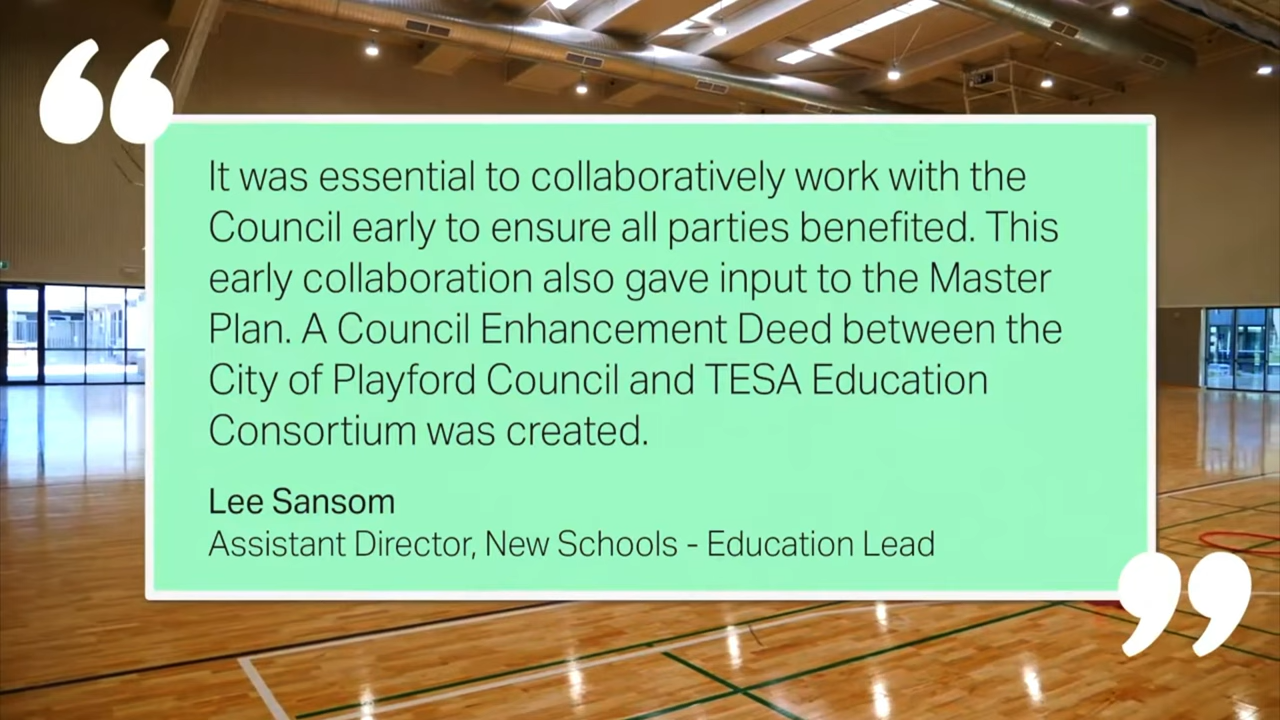 It was essential to collaboratively work with the
Council early to ensure all parties benefited. This
early collaboration also gave input to the Master
Plan. A Council Enhancement Deed between the
City of Playford Council and TESA Education
Consortium was created.
Lee Sansom
Assistant Director, New Schools - Education Lead